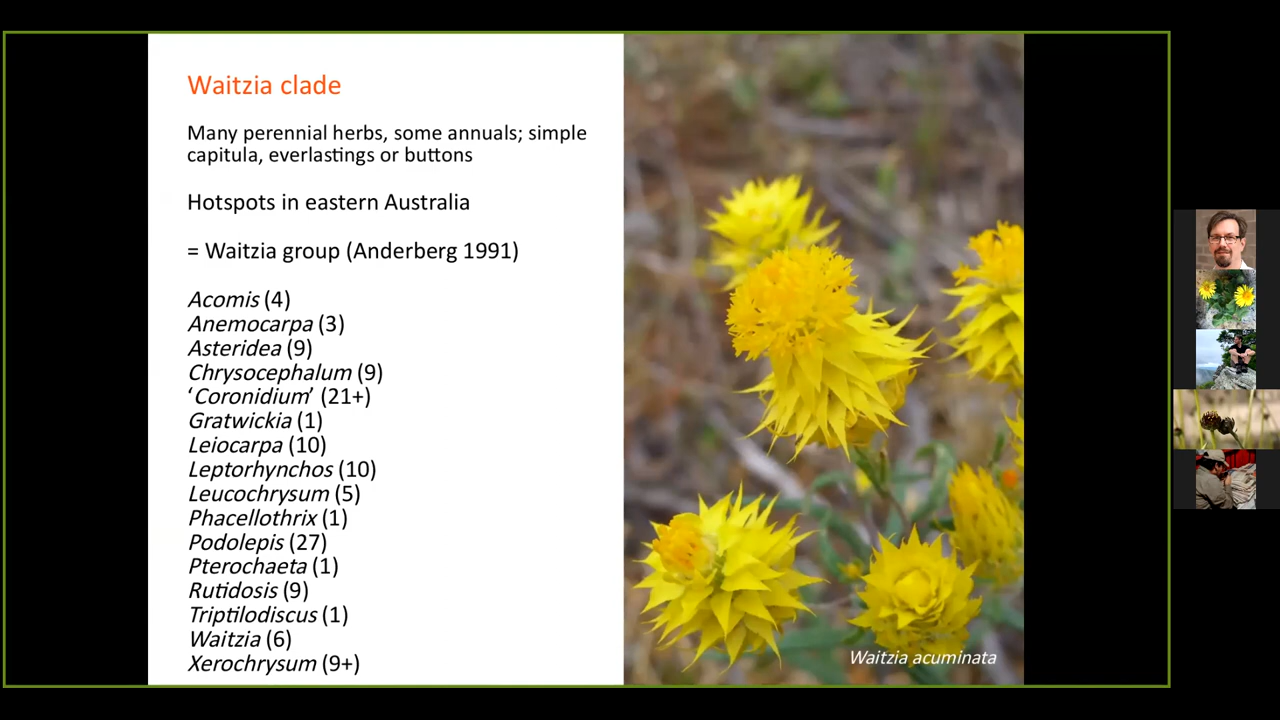 Waitzia clade
Many perennial herbs, some annuals; simple
capitula, everlastings or buttons
Hotspots in eastern Australia
= Waitzia group (Anderberg 1991)
Acomis (4)
Anemocarpa (3)
Asteridea (9)
Chrysocephalum (9)
‘Coronidium’ (21+)
Gratwickia (1)
Leiocarpa (10)
Leptorhynchos (10)
Leucochrysum (5)
Phacellothrix (1)
Podolepis (27)
Pterochaeta (1)
Rutidosis (9)
Triptilodiscus (1)
Waitzia (6)
Xerochrysum (9+)
Waitzia acuminata